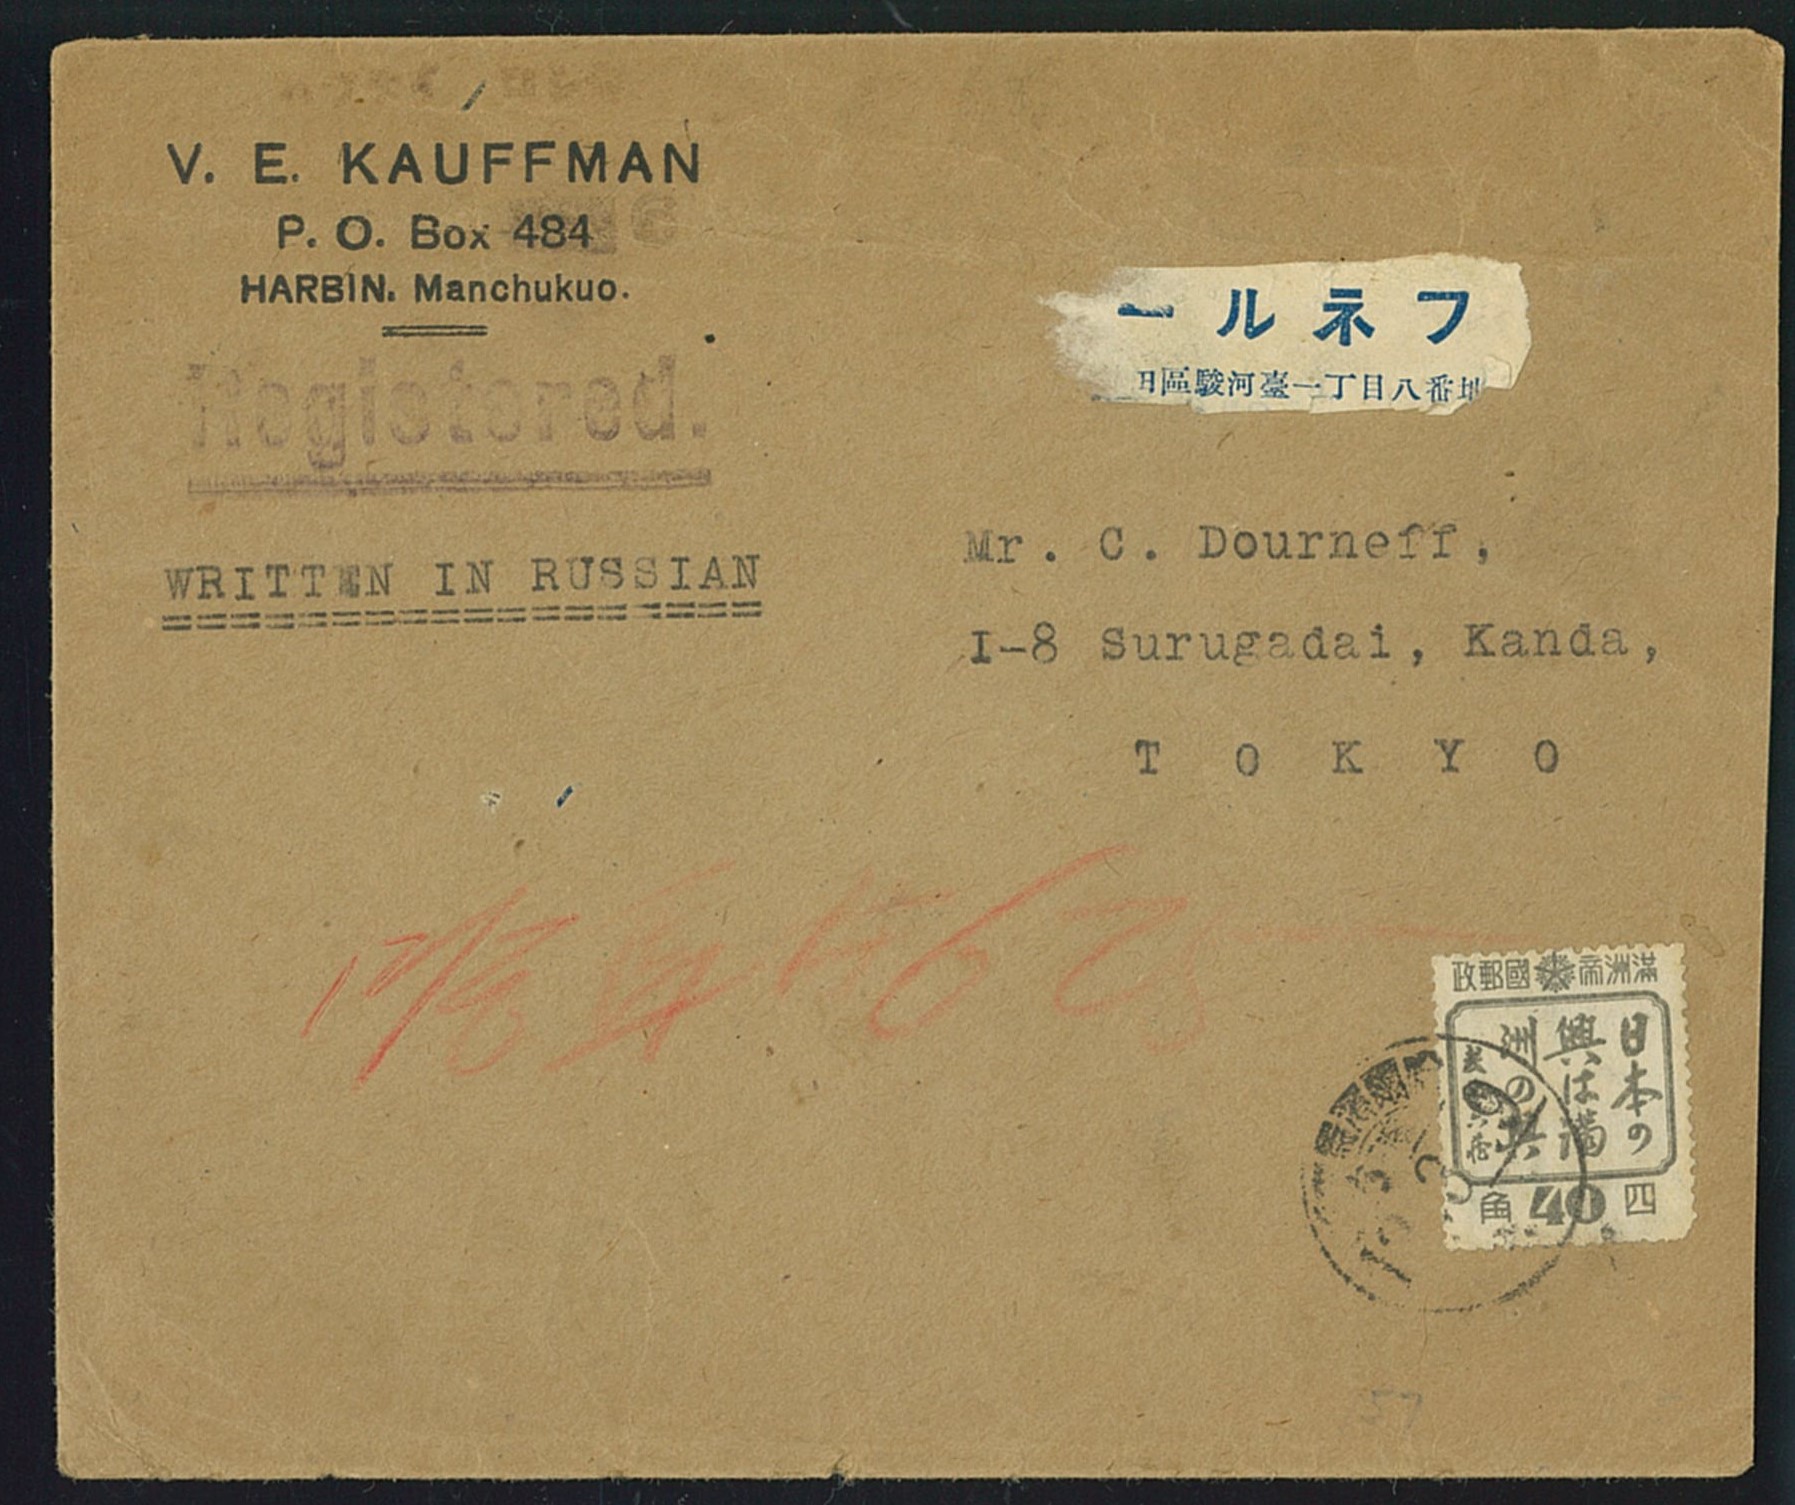 V. E. KAUFFMAN
P. O. Box 484
HARBIN. Manchukuo.
Registered.
WRITTEN IN RUSSIAN
フネルー
田區駿河臺一丁目八番地
Mr. C. Dourneff,
I-8 Surugadai, Kanda,
T O K Y O
滿洲帝國郵政
日本の
興は滿
洲の興
四 40 角